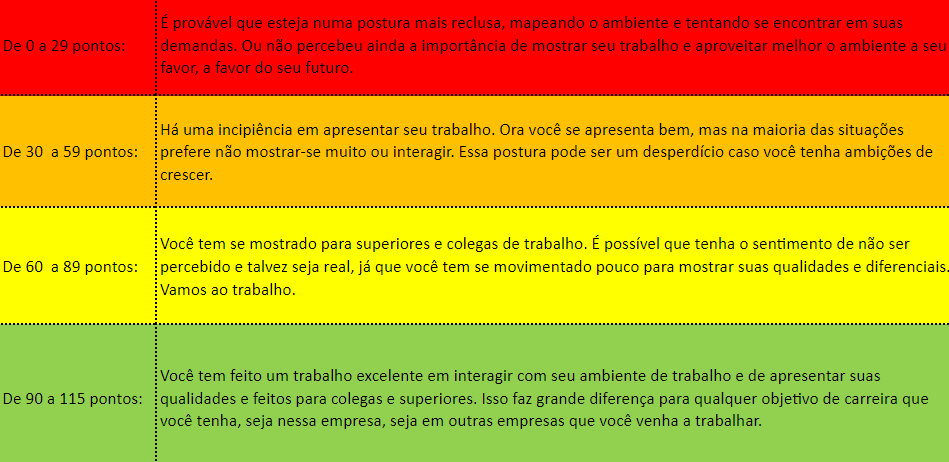 De 0 a 29 pontos:
É provável que esteja numa postura mais reclusa, mapeando o ambiente e tentando se encontrar em suas
demandas. Ou não percebeu ainda a importância de mostrar seu trabalho e aproveitar melhor o ambiente a seu
favor, a favor do seu futuro.
De 30 a 59 pontos:
Há uma incipiência em apresentar seu trabalho. Ora você se apresenta bem, mas na maioria das situações
prefere não mostrar-se muito ou interagir. Essa postura pode ser um desperdício caso você tenha ambições de
crescer.
De 60 a 89 pontos:
Você tem se mostrado para superiores e colegas de trabalho. É possível que tenha o sentimento de não ser
percebido e talvez seja real, já que você tem se movimentado pouco para mostrar suas qualidades e diferenciais.
Vamos ao trabalho.
De 90 a 115 pontos:
Você tem feito um trabalho excelente em interagir com seu ambiente de trabalho e de apresentar suas
qualidades e feitos para colegas e superiores. Isso faz grande diferença para qualquer objetivo de carreira que
você tenha, seja nessa empresa, seja em outras empresas que você venha a trabalhar.